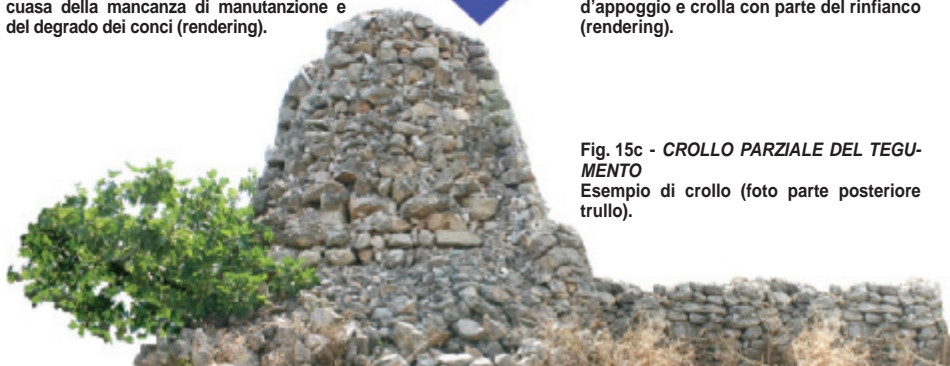 cuasa della mancanza di manutanzione e
del degrado dei conci (rendering).
d'appoggio e crolla con parte del rinfianco
(rendering).
Fig. 15c - CROLLO PARZIALE DEL TEGU-
MENTO
Esempio di crollo (foto parte posteriore
trullo).